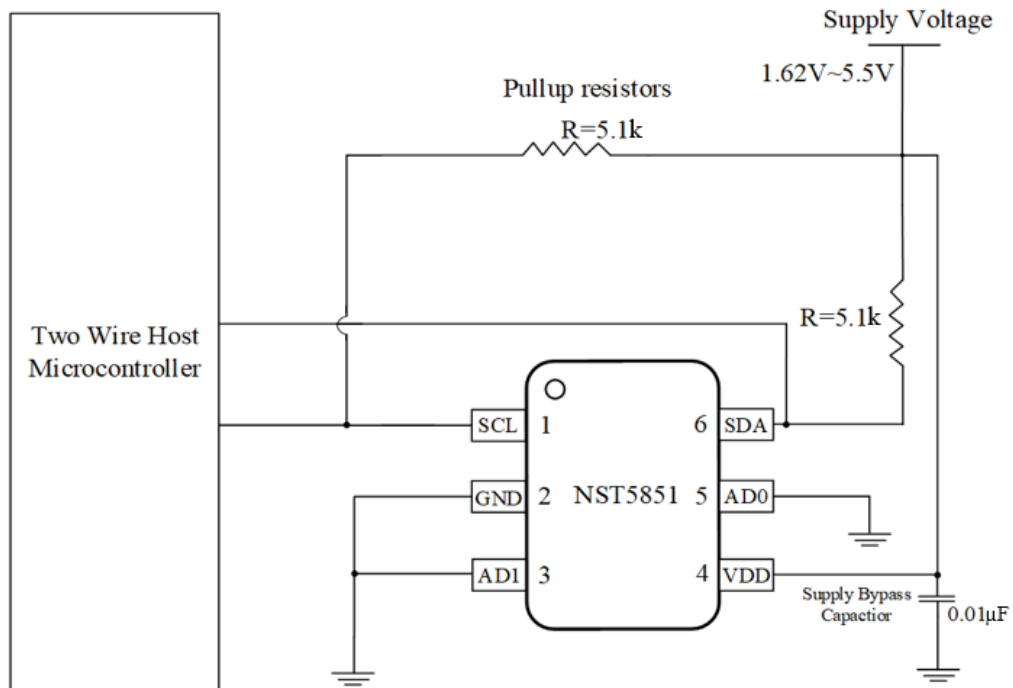 Supply Voltage
1.62V~5.5V
Pullup resistors
R=5.1k
R=5.1k
Two Wire Host
Microcontroller
SCL 1
6 SDA
GND 2
NST5851
5 AD0
AD1 3
4 VDD
Supply Bypass
Capactior
0.01μF